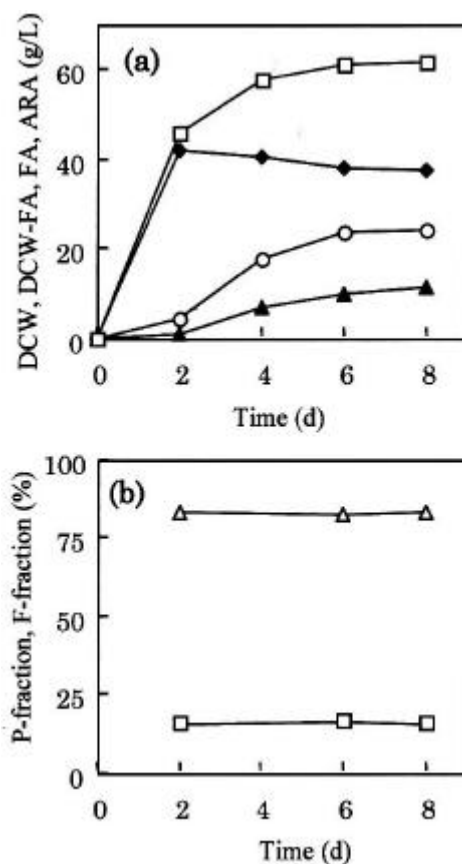 (a)
DCW, DCW-FA, FA, ARA (g/L)
60
40
20
0
0 2 4 6 8
Time (d)
(b)
P-fraction, F-fraction (%)
100
75
50
25
0
0 2 4 6 8
Time (d)